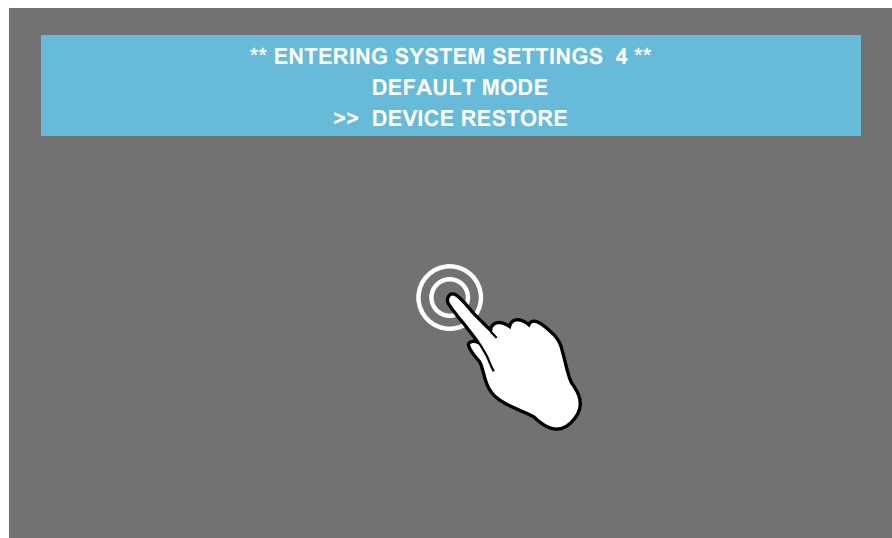 ** ENTERING SYSTEM SETTINGS  4 **
DEFAULT MODE
>>  DEVICE RESTORE